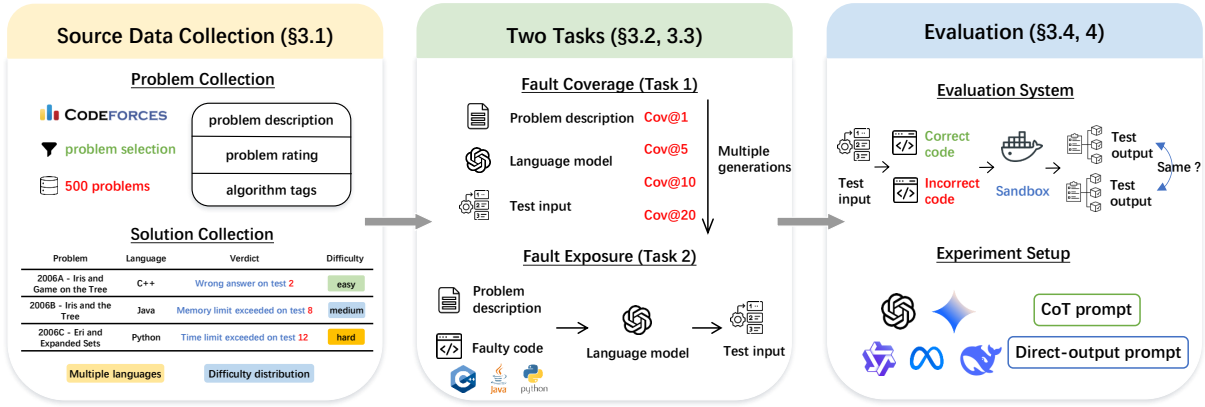 Source Data Collection (§3.1)
Problem Collection
CODEFORCES
problem selection
500 problems
problem description
problem rating
algorithm tags
Solution Collection
Problem Language Verdict Difficulty
2006A - Iris and
Game on the Tree
C++
Wrong answer on test 2
easy
2006B - Iris and the
Tree
Java
Memory limit exceeded on test 8
medium
2006C - Eri and
Expanded Sets
Python
Time limit exceeded on test 12
hard
Multiple languages
Difficulty distribution
Two Tasks (§3.2, 3.3)
Fault Coverage (Task 1)
Problem description
Language model
Test input
Cov@1
Cov@5
Cov@10
Cov@20
Multiple
generations
Fault Exposure (Task 2)
Problem
description
Faulty code
Language model
Test input
C++
Java
python
Evaluation (§3.4, 4)
Evaluation System
Test
input
Correct
code
Incorrect
code
Sandbox
Test
output
Test
output
Same ?
Experiment Setup
CoT prompt
Direct-output prompt